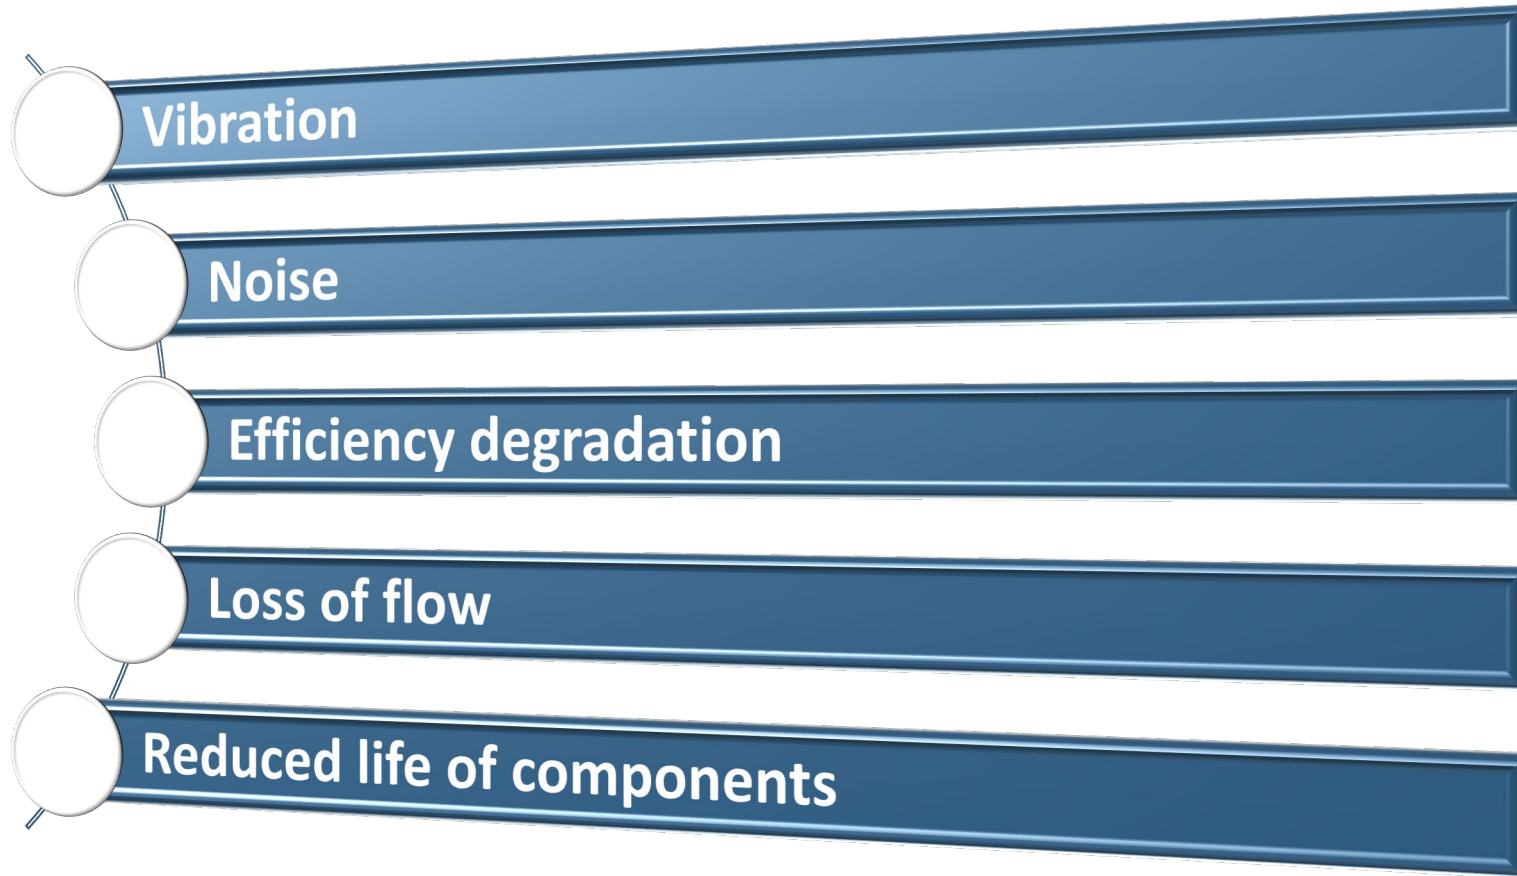 Vibration
Noise
Efficiency degradation
Loss of flow
Reduced life of components